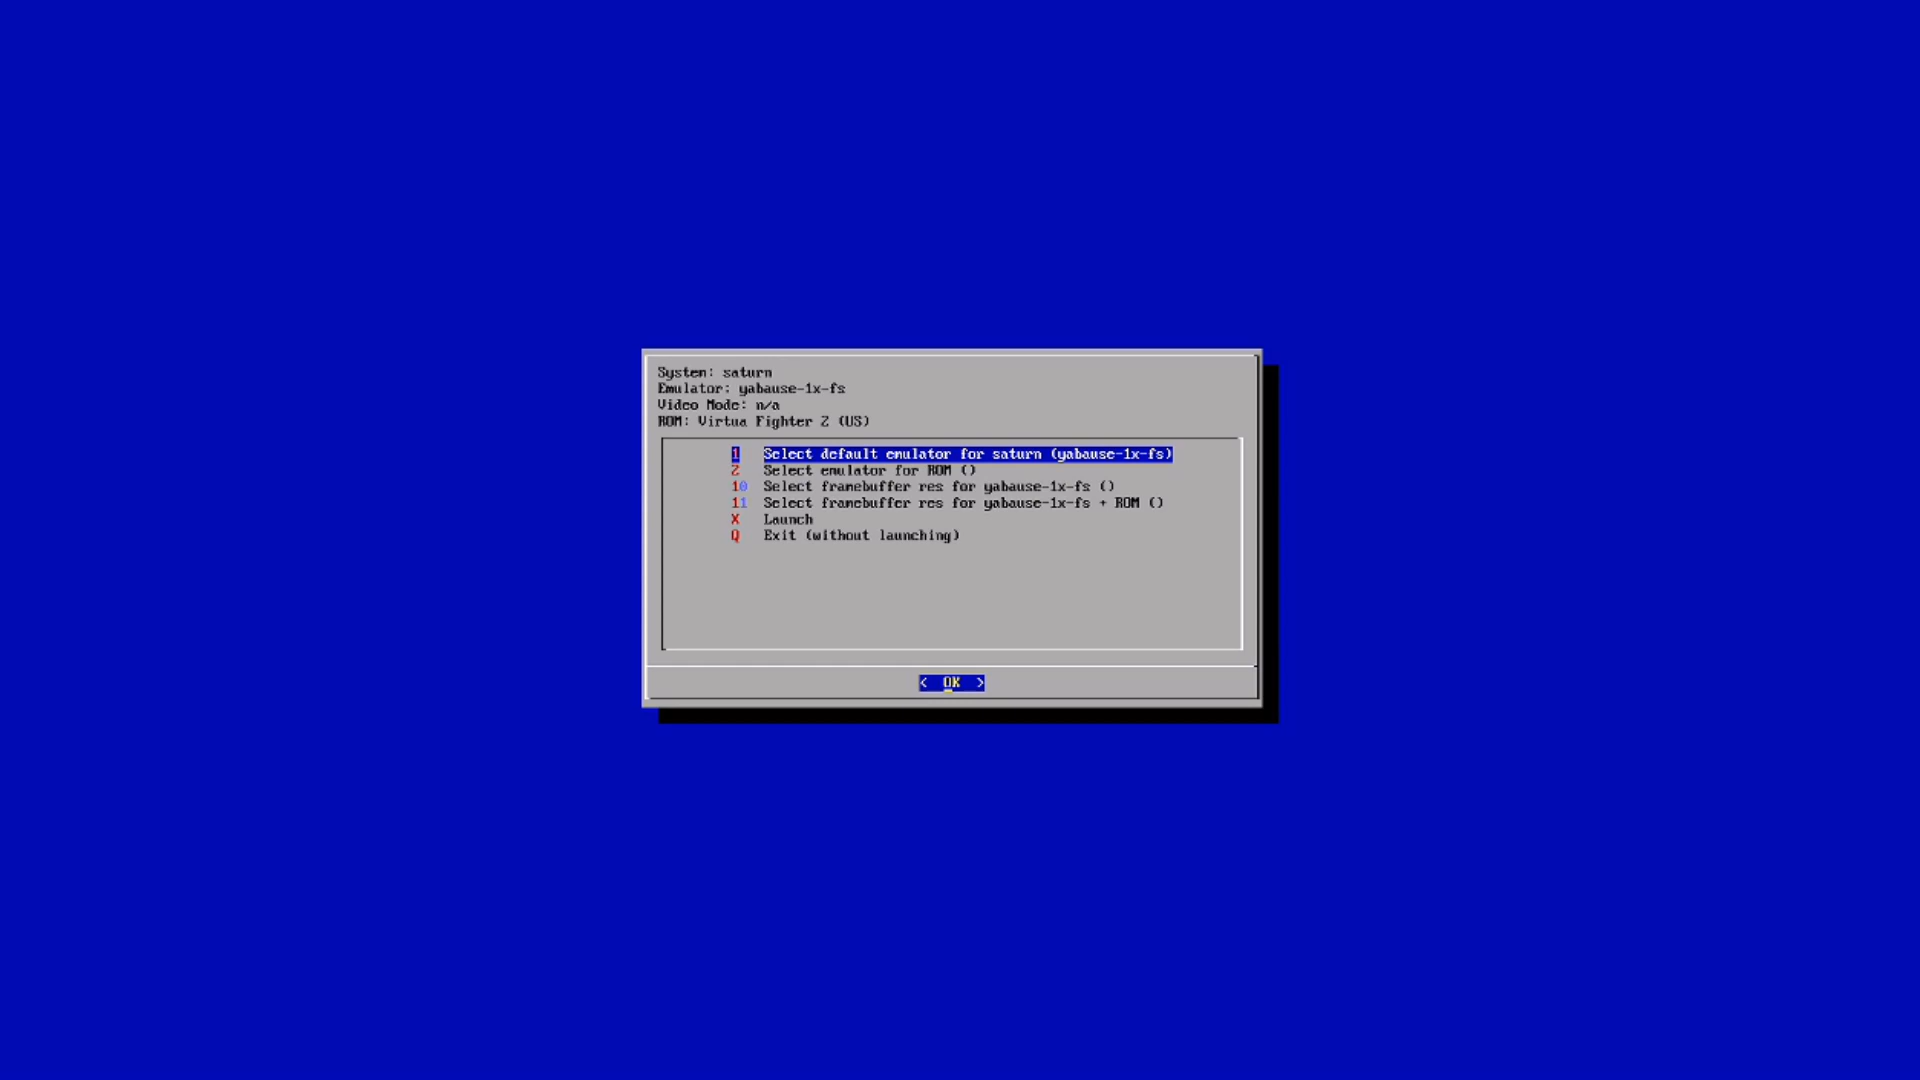 System: saturn
Emulator: yabause-1x-fs
Video Mode: n/a
ROM: Virtua Fighter 2 (US)
1 Select default emulator for saturn (yabause-1x-fs)
2 Select emulator for ROM ()
10 Select framebuffer res for yabause-1x-fs ()
11 Select framebuffer res for yabause-1x-fs + ROM ()
X Launch
Q Exit (without launching)
< OK >